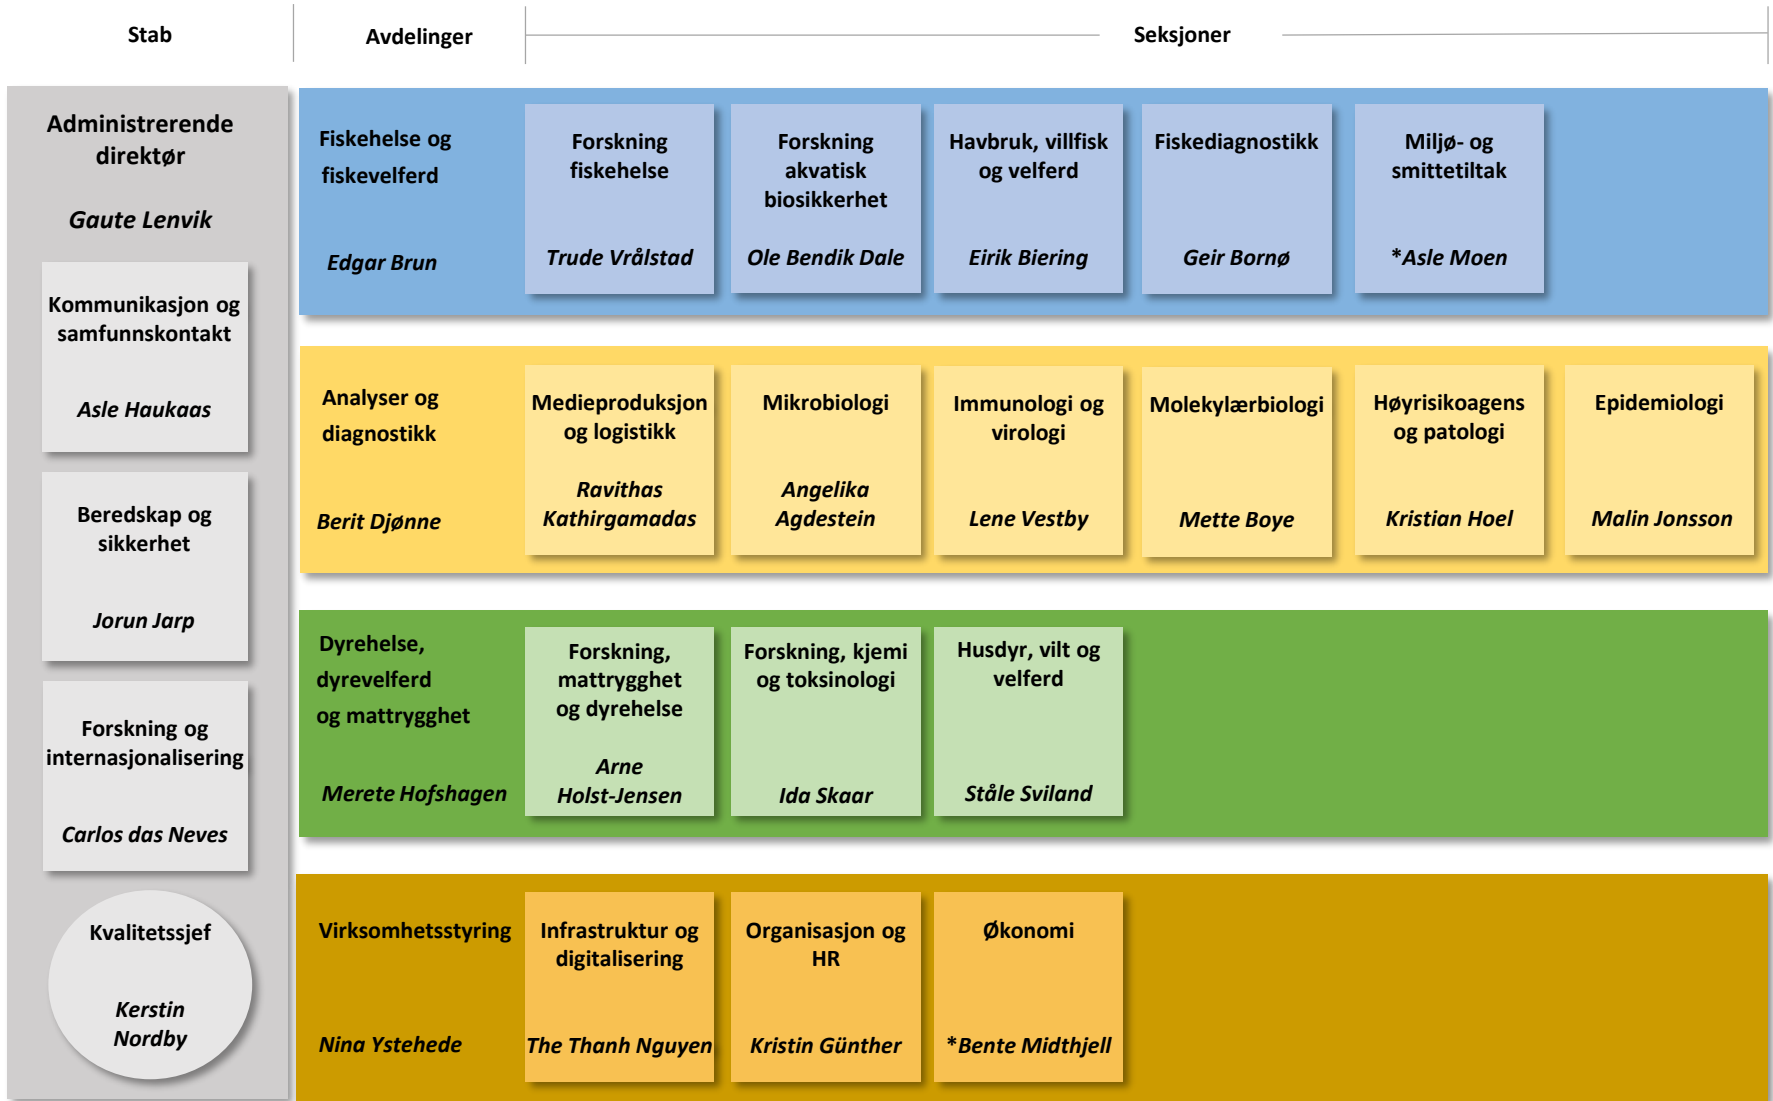 Stab
Avdelinger
Seksjoner
Administrerende
direktør
Gaute Lenvik
Kommunikasjon og
samfunnskontakt
Asle Haukaas
Beredskap og
sikkerhet
Jorun Jarp
Forskning og
internasjonalisering
Carlos das Neves
Kvalitetssjef
Kerstin
Nordby
Fiskehelse og
fiskevelferd
Edgar Brun
Forskning
fiskehelse
Trude Vrålstad
Forskning
akvatisk
biosikkerhet
Ole Bendik Dale
Havbruk, villfisk
og velferd
Eirik Biering
Fiskediagnostikk
Geir Bornø
Miljø- og
smittetiltak
*Asle Moen
Analyser og
diagnostikk
Berit Djønne
Medieproduksjon
og logistikk
Ravithas
Kathirgamadas
Mikrobiologi
Angelika
Agdestein
Immunologi og
virologi
Lene Vestby
Molekylærbiologi
Mette Boye
Høyrisikoagens
og patologi
Kristian Hoel
Epidemiologi
Malin Jonsson
Dyrehelse,
dyrevelferd
og mattrygghet
Merete Hofshagen
Forskning,
mattrygghet
og dyrehelse
Arne
Holst-Jensen
Forskning, kjemi
og toksinologi
Ida Skaar
Husdyr, vilt og
velferd
Ståle Sviland
Virksomhetsstyring
Nina Ystehede
Infrastruktur og
digitalisering
The Thanh Nguyen
Organisasjon og
HR
Kristin Günther
Økonomi
*Bente Midthjell